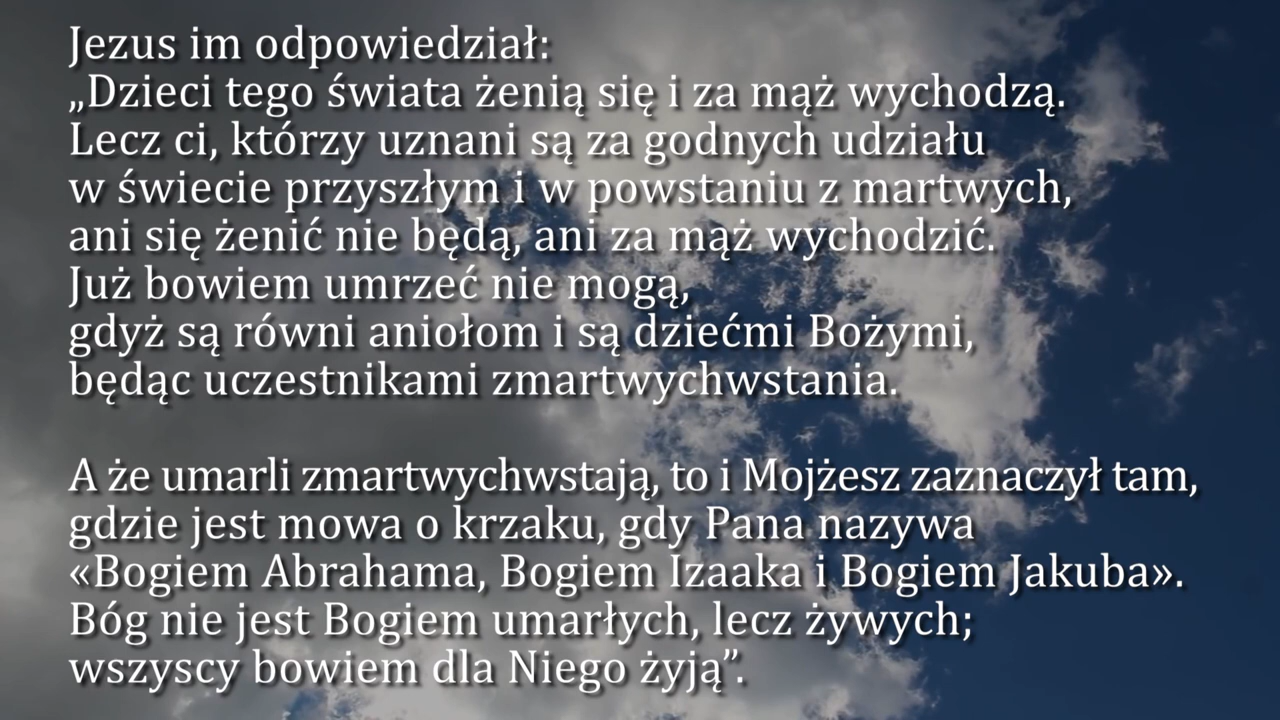 Jezus im odpowiedział:
„Dzieci tego świata żenią się i za mąż wychodzą.
Lecz ci, którzy uznani są za godnych udziału
w świecie przyszłym i w powstaniu z martwych,
ani się żenić nie będą, ani za mąż wychodzić.
Już bowiem umrzeć nie mogą,
gdyż są równi aniołom i są dziećmi Bożymi,
będąc uczestnikami zmartwychwstania.
A że umarli zmartwychwstają, to i Mojżesz zaznaczył tam,
gdzie jest mowa o krzaku, gdy Pana nazywa
«Bogiem Abrahama, Bogiem Izaaka i Bogiem Jakuba».
Bóg nie jest Bogiem umarłych, lecz żywych;
wszyscy bowiem dla Niego żyją”.